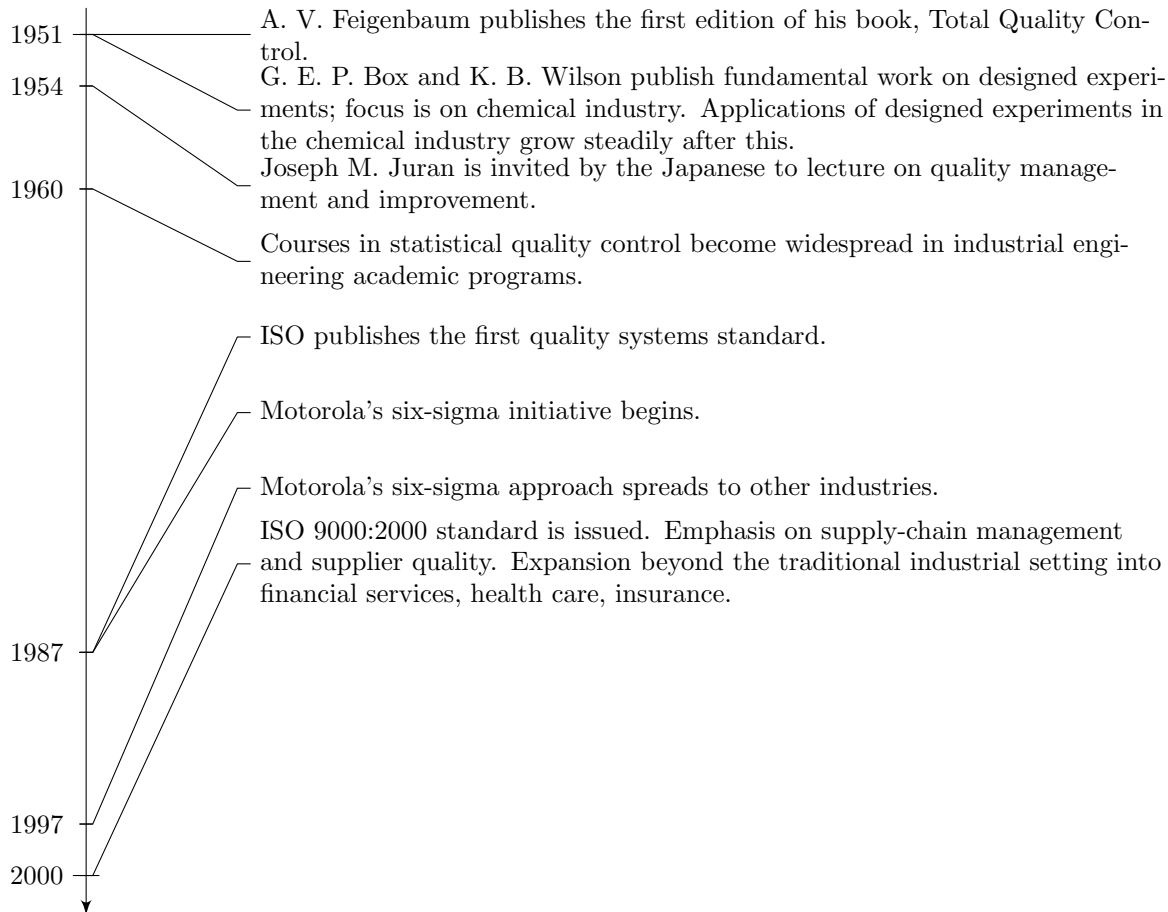 1951
A. V. Feigenbaum publishes the first edition of his book, Total Quality Con-
trol.
1954
G. E. P. Box and K. B. Wilson publish fundamental work on designed experi-
ments; focus is on chemical industry. Applications of designed experiments in
the chemical industry grow steadily after this.
Joseph M. Juran is invited by the Japanese to lecture on quality manage-
ment and improvement.
1960
Courses in statistical quality control become widespread in industrial engi-
neering academic programs.
ISO publishes the first quality systems standard.
Motorola's six-sigma initiative begins.
Motorola's six-sigma approach spreads to other industries.
ISO 9000:2000 standard is issued. Emphasis on supply-chain management
and supplier quality. Expansion beyond the traditional industrial setting into
financial services, health care, insurance.
1987
1997
2000